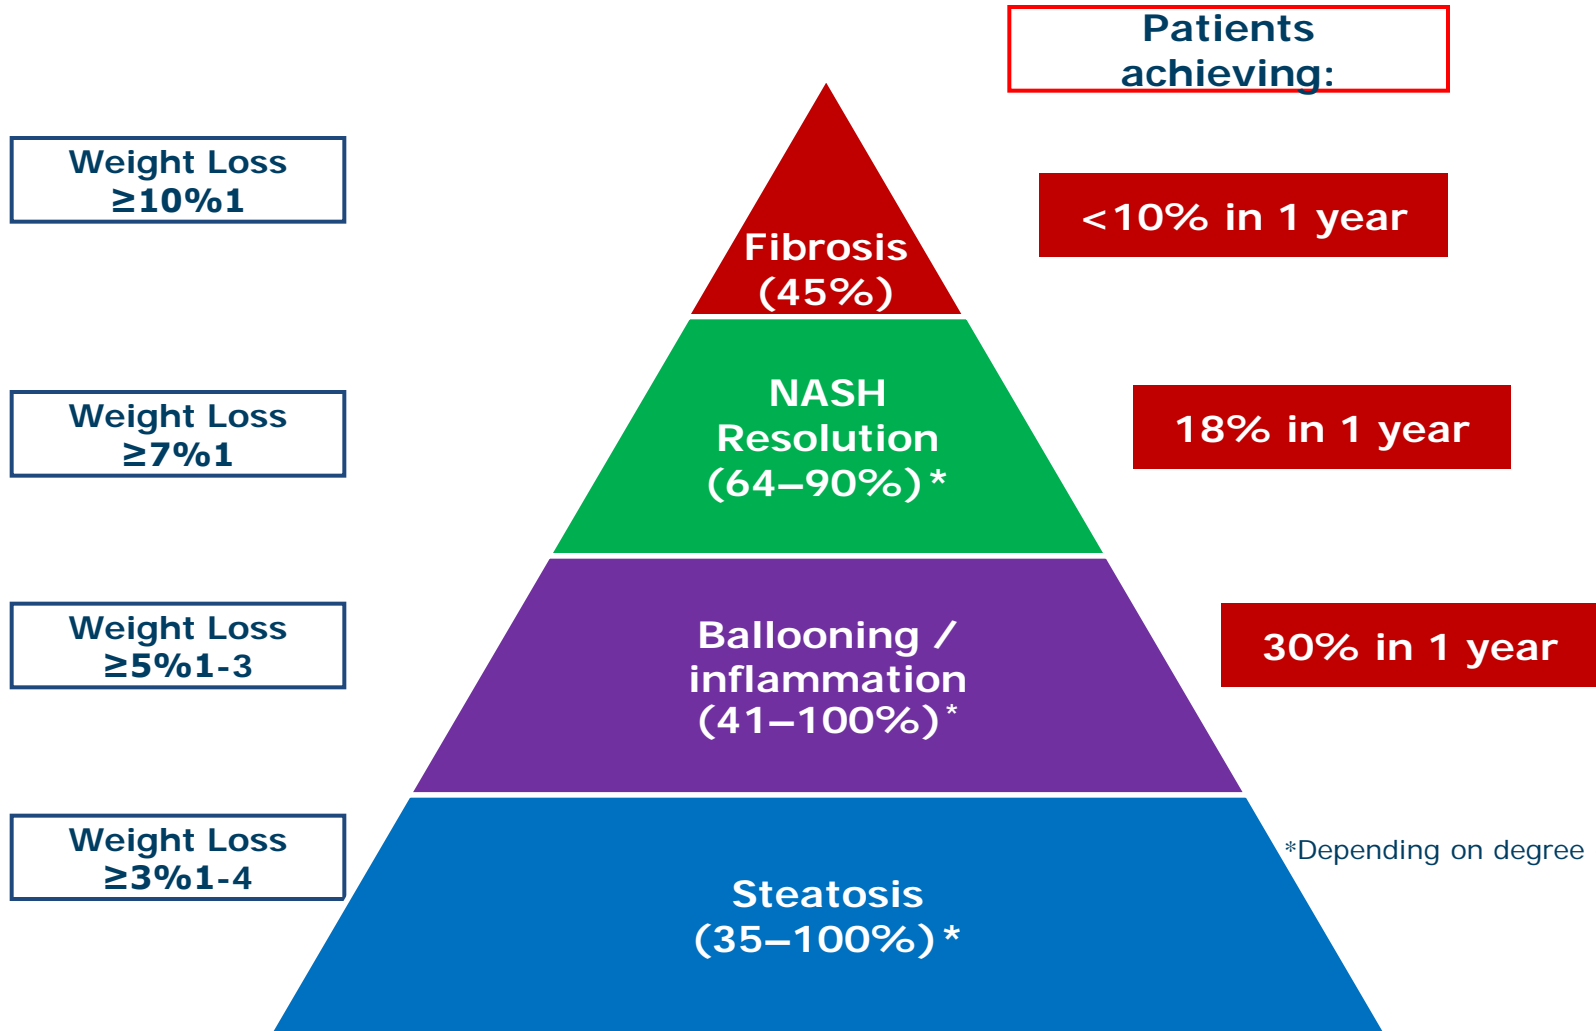 Patients
achieving:
Weight Loss
≥10%1
Fibrosis
(45%)
<10% in 1 year
Weight Loss
≥7%1
NASH
Resolution
(64–90%)*
18% in 1 year
Weight Loss
≥5%1-3
Ballooning /
inflammation
(41–100%)*
30% in 1 year
Weight Loss
≥3%1-4
Steatosis
(35–100%)*
*Depending on degree